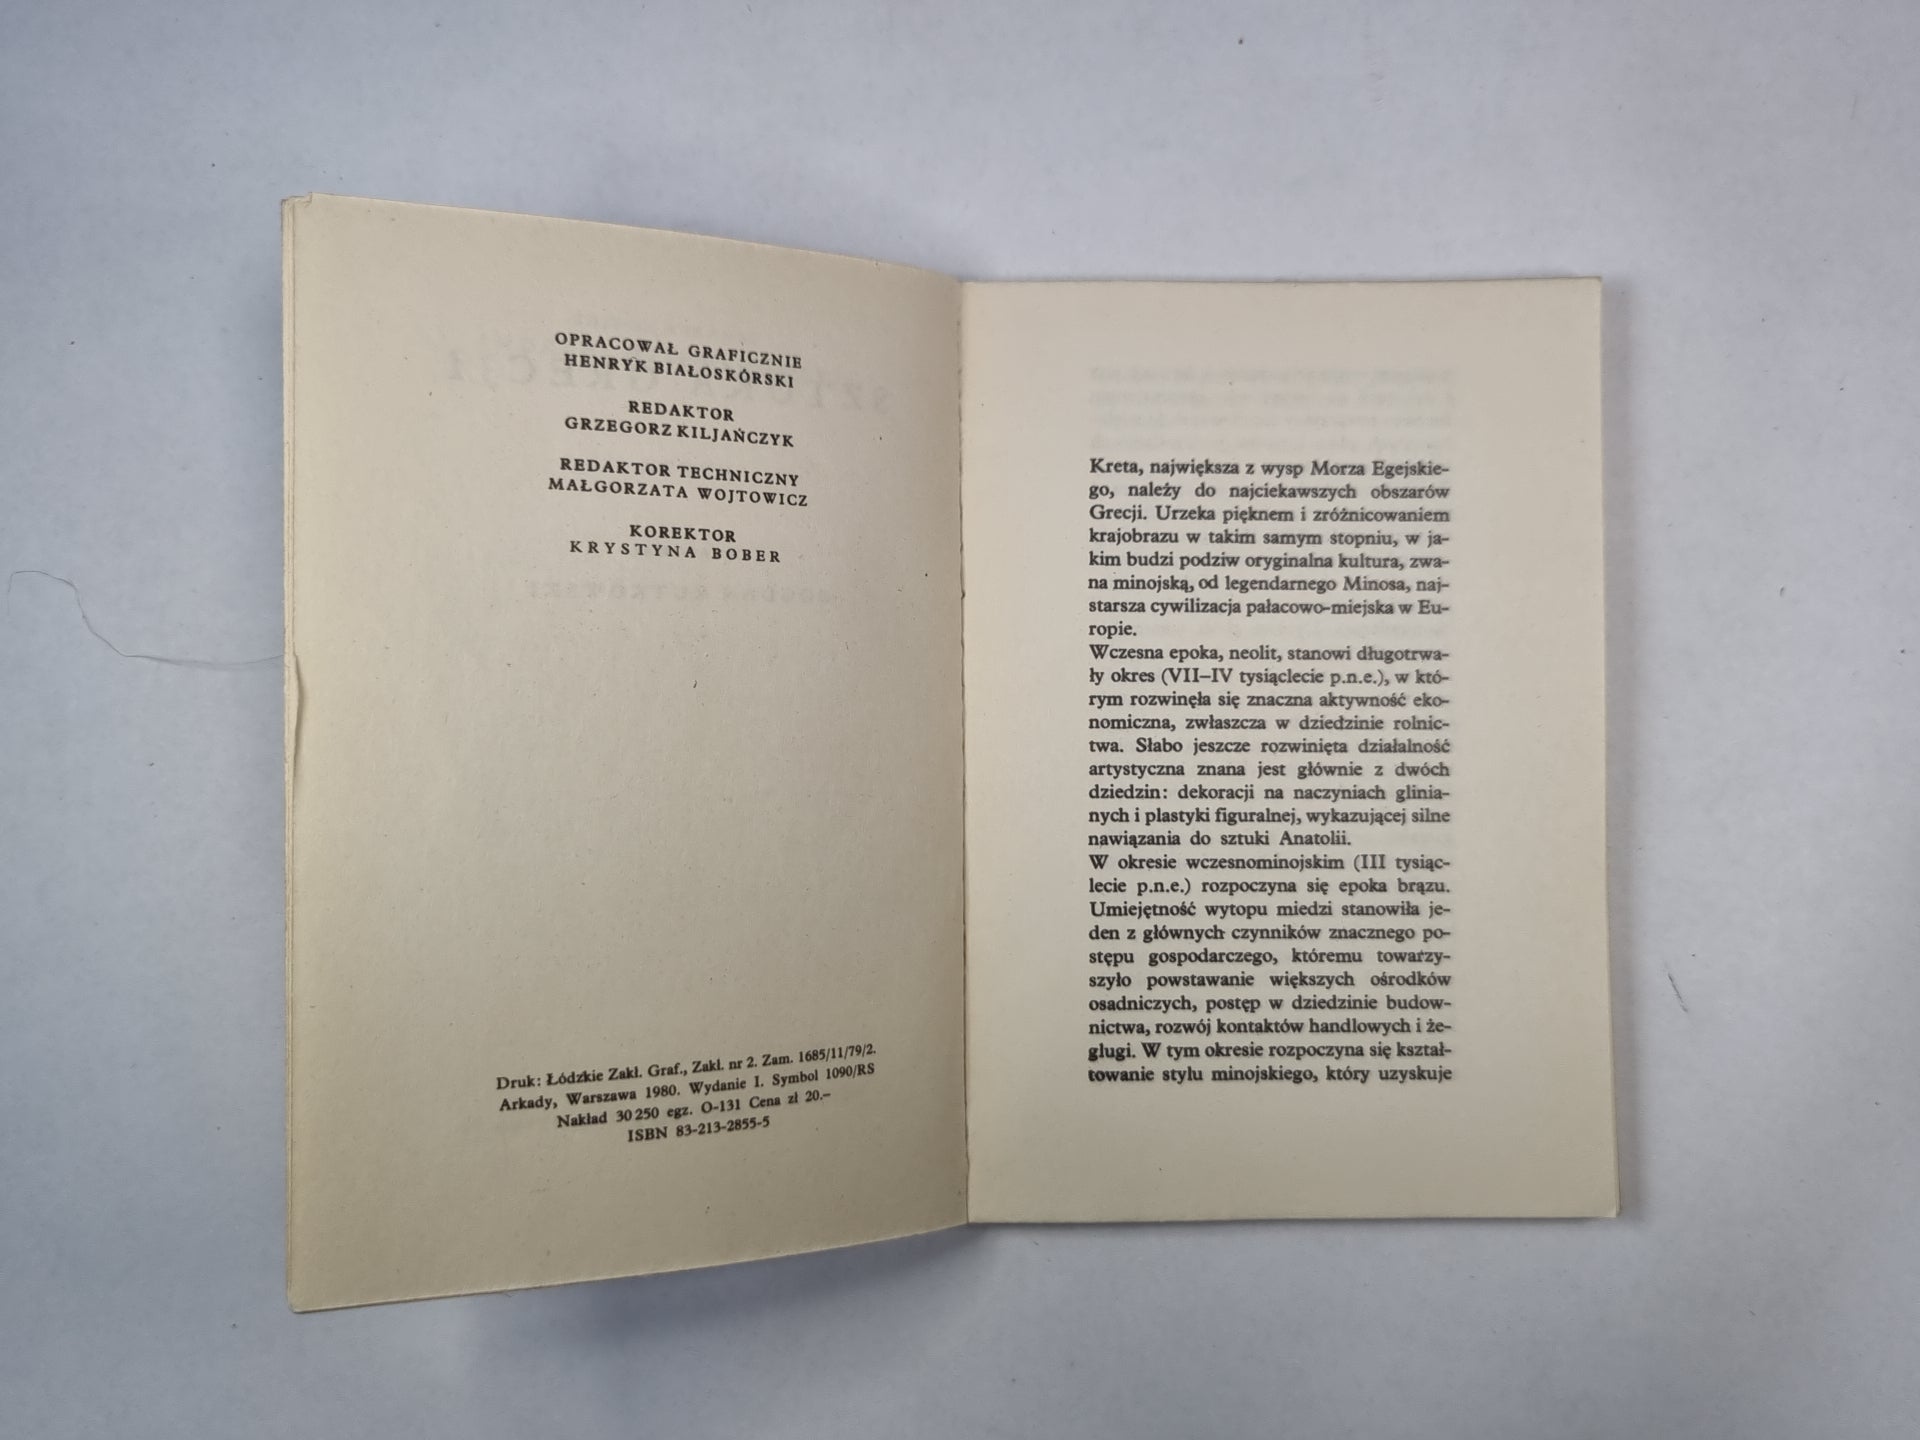 OPRACOWAŁ GRAFICZNIE
HENRYK BIAŁOSKÓRSKI
REDAKTOR
GRZEGORZ KILJAŃCZYK
REDAKTOR TECHNICZNY
MAŁGORZATA WOJTOWICZ
KOREKTOR
KRYSTYNA BOBER
Druk: Łódzkie Zakł. Graf., Zakł. nr 2. Zam. 1685/11/79/2.
Arkady, Warszawa 1980. Wydanie I. Symbol 1090/RS
Nakład 30 250 egz. O-131 Cena zł 20.–
ISBN 83-213-2855-5
Kreta, największa z wysp Morza Egejskie-
go, należy do najciekawszych obszarów
Grecji. Urzeka pięknem i zróżnicowaniem
krajobrazu w takim samym stopniu, w ja-
kim budzi podziw oryginalna kultura, zwa-
na minojską, od legendarnego Minosa, naj-
starsza cywilizacja pałacowo-miejska w Eu-
ropie.
Wczesna epoka, neolit, stanowi długotrwa-
ły okres (VII–IV tysiąclecie p.n.e.), w któ-
rym rozwinęła się znaczna aktywność eko-
nomiczna, zwłaszcza w dziedzinie rolnic-
twa. Słabo jeszcze rozwinięta działalność
artystyczna znana jest głównie z dwóch
dziedzin: dekoracji na naczyniach glinia-
nych i plastyki figuralnej, wykazującej silne
nawiązania do sztuki Anatolii.
W okresie wczesnominojskim (III tysiąc-
lecie p.n.e.) rozpoczyna się epoka brązu.
Umiejętność wytopu miedzi stanowiła je-
den z głównych czynników znacznego po-
stępu gospodarczego, któremu towarzy-
szyło powstawanie większych ośrodków
osadniczych, postęp w dziedzinie budow-
nictwa, rozwój kontaktów handlowych i że-
glugi. W tym okresie rozpoczyna się kształ-
towanie stylu minojskiego, który uzyskuje